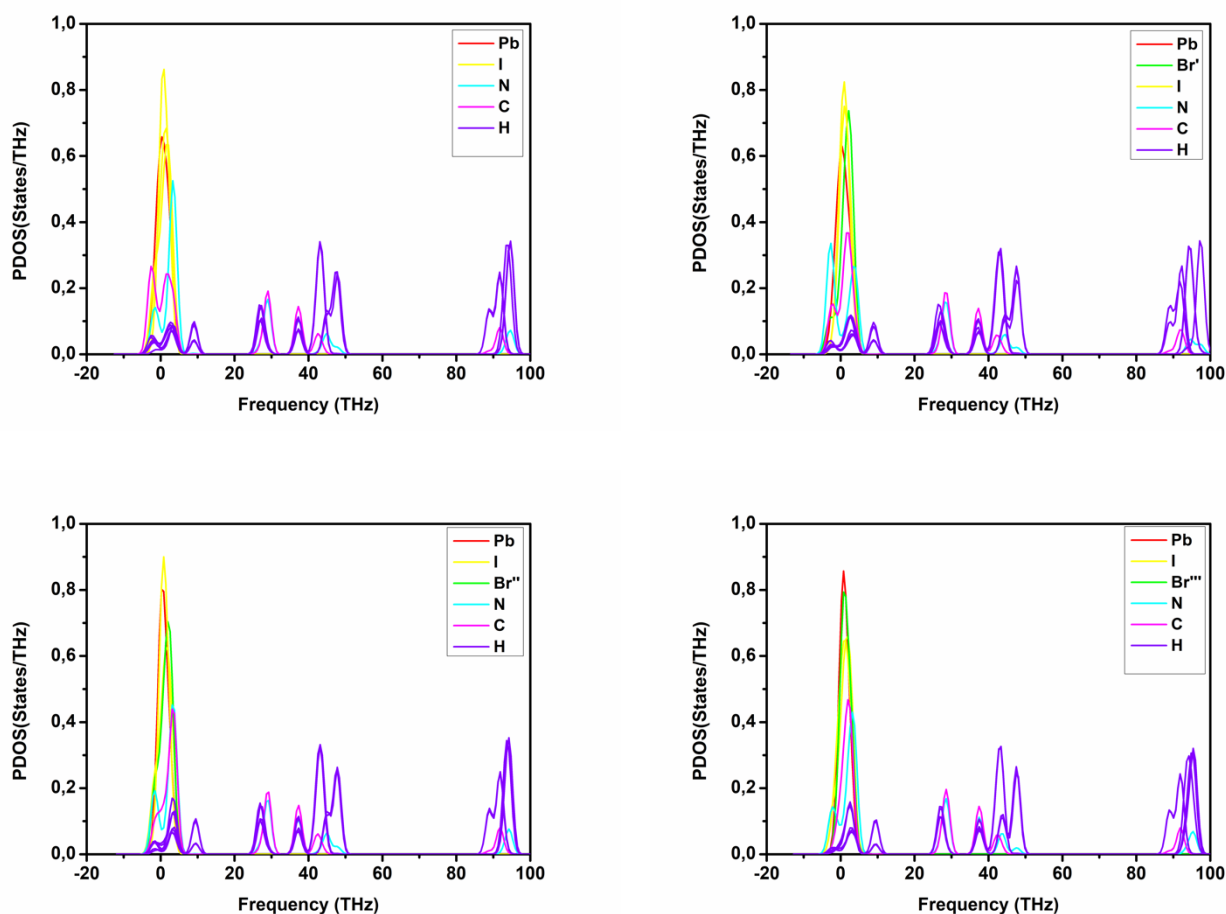 1,0
0,8
0,6
0,4
0,2
0,0
PDOS(States/THz)
-20
0
20
40
60
80
100
Frequency (THz)
Pb
I
N
C
H
1,0
0,8
0,6
0,4
0,2
0,0
PDOS(States/THz)
-20
0
20
40
60
80
100
Frequency (THz)
Pb
Br'
I
N
C
H
1,0
0,8
0,6
0,4
0,2
0,0
PDOS(States/THz)
-20
0
20
40
60
80
100
Frequency (THz)
Pb
I
Br''
N
C
H
1,0
0,8
0,6
0,4
0,2
0,0
PDOS(States/THz)
-20
0
20
40
60
80
100
Frequency (THz)
Pb
I
Br'''
N
C
H